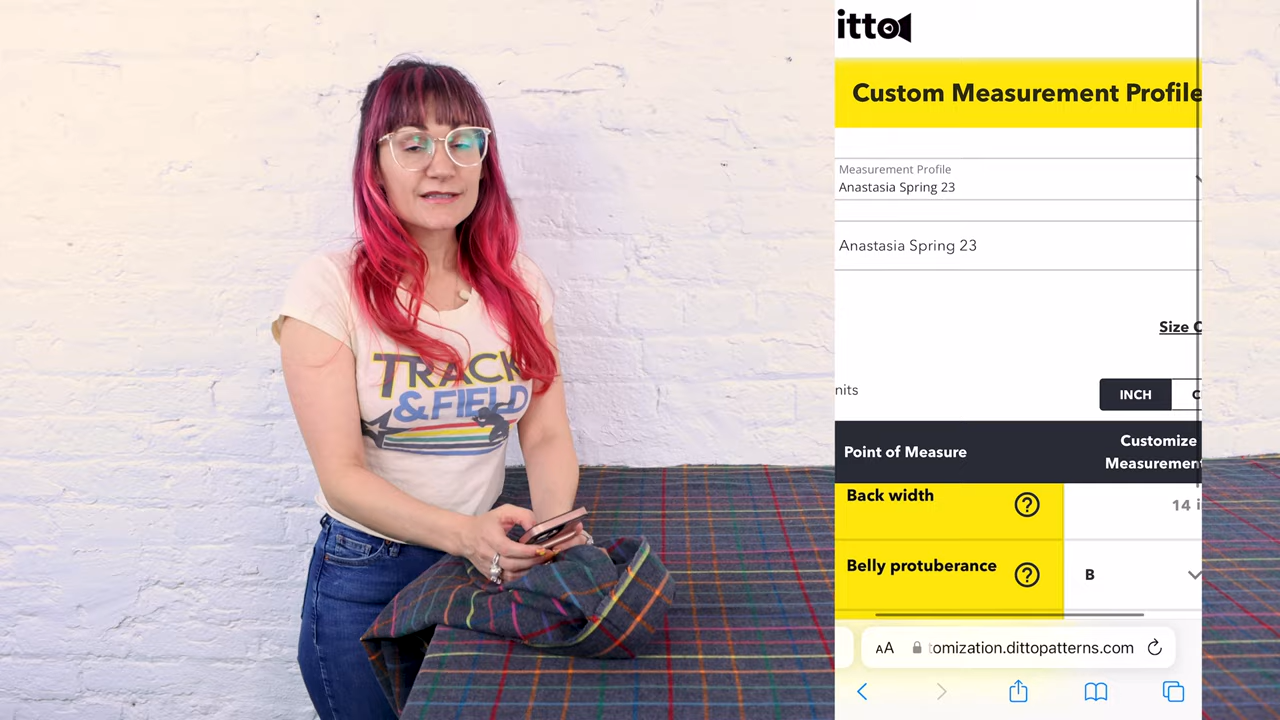 TRACK
& FIELD
itto
Custom Measurement Profile
Measurement Profile
Anastasia Spring 23
Anastasia Spring 23
Size C
nits
INCH
C
Point of Measure
Customize
Measurement
Back width
14 i
Belly protuberance
B
AA
tomization.dittopatterns.com